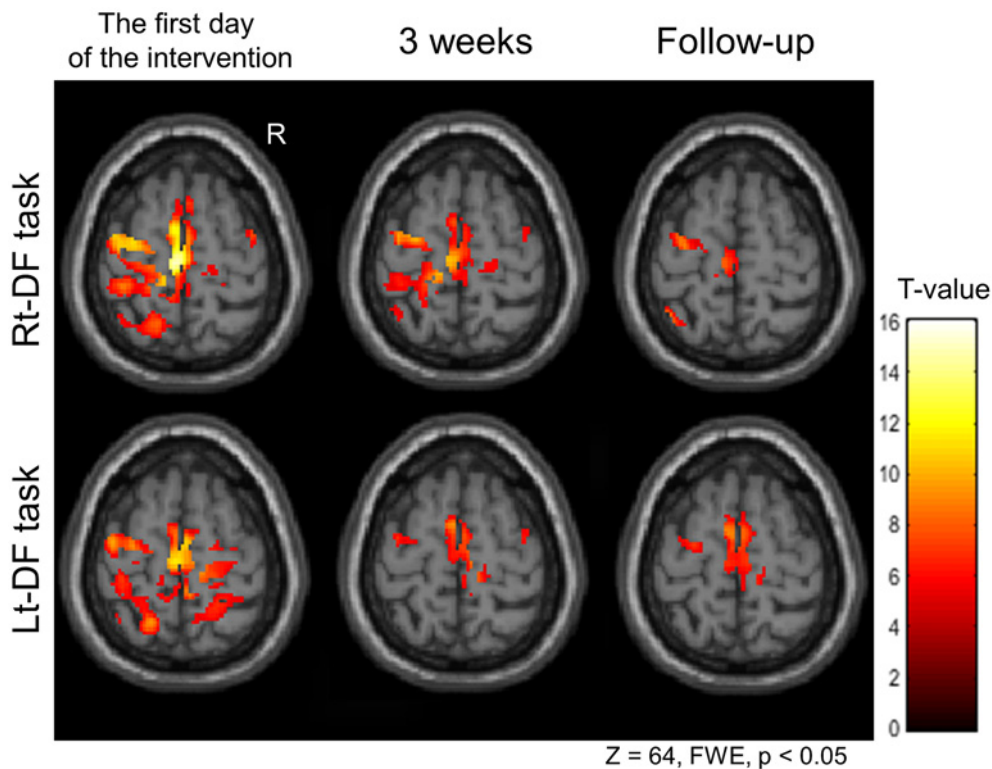 The first day
of the intervention
3 weeks
Follow-up
R
Rt-DF task
Lt-DF task
T-value
16
14
12
10
8
6
4
2
0
Z = 64, FWE, p < 0.05